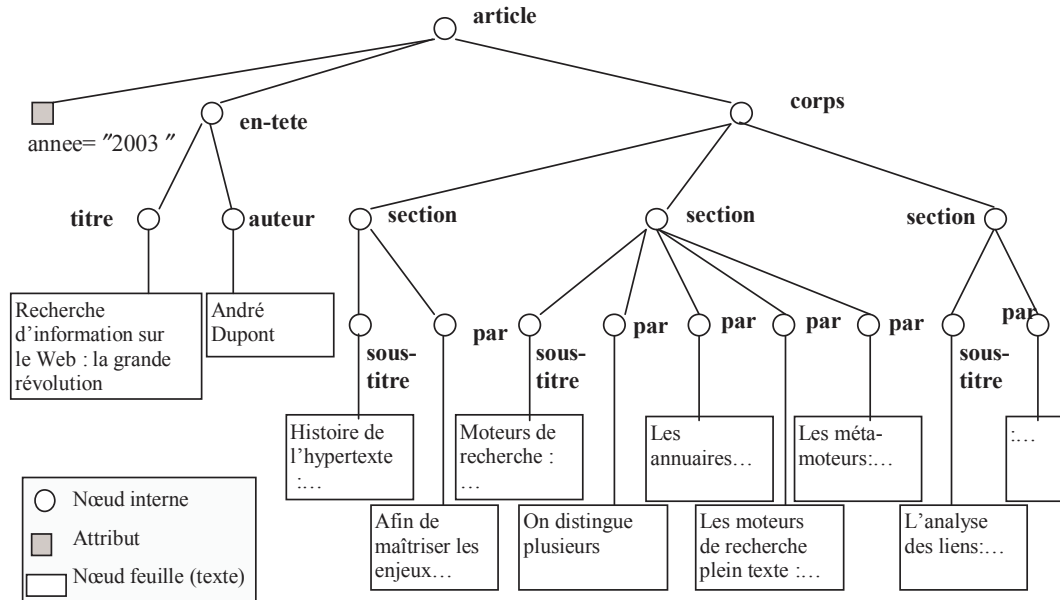 article
annee= ″2003 ″
en-tete
corps
titre
auteur
section
section
section
Recherche
d’information sur
le Web : la grande
révolution
André
Dupont
sous-
titre
par
sous-
titre
par
par
par
par
sous-
titre
par
Histoire de
l’hypertexte
:…
Moteurs de
recherche :
…
Les
annuaires…
Les méta-
moteurs:…
:…
Afin de
maîtriser les
enjeux…
On distingue
plusieurs
Les moteurs
de recherche
plein texte :…
L’analyse
des liens:…
Nœud interne
Attribut
Nœud feuille (texte)